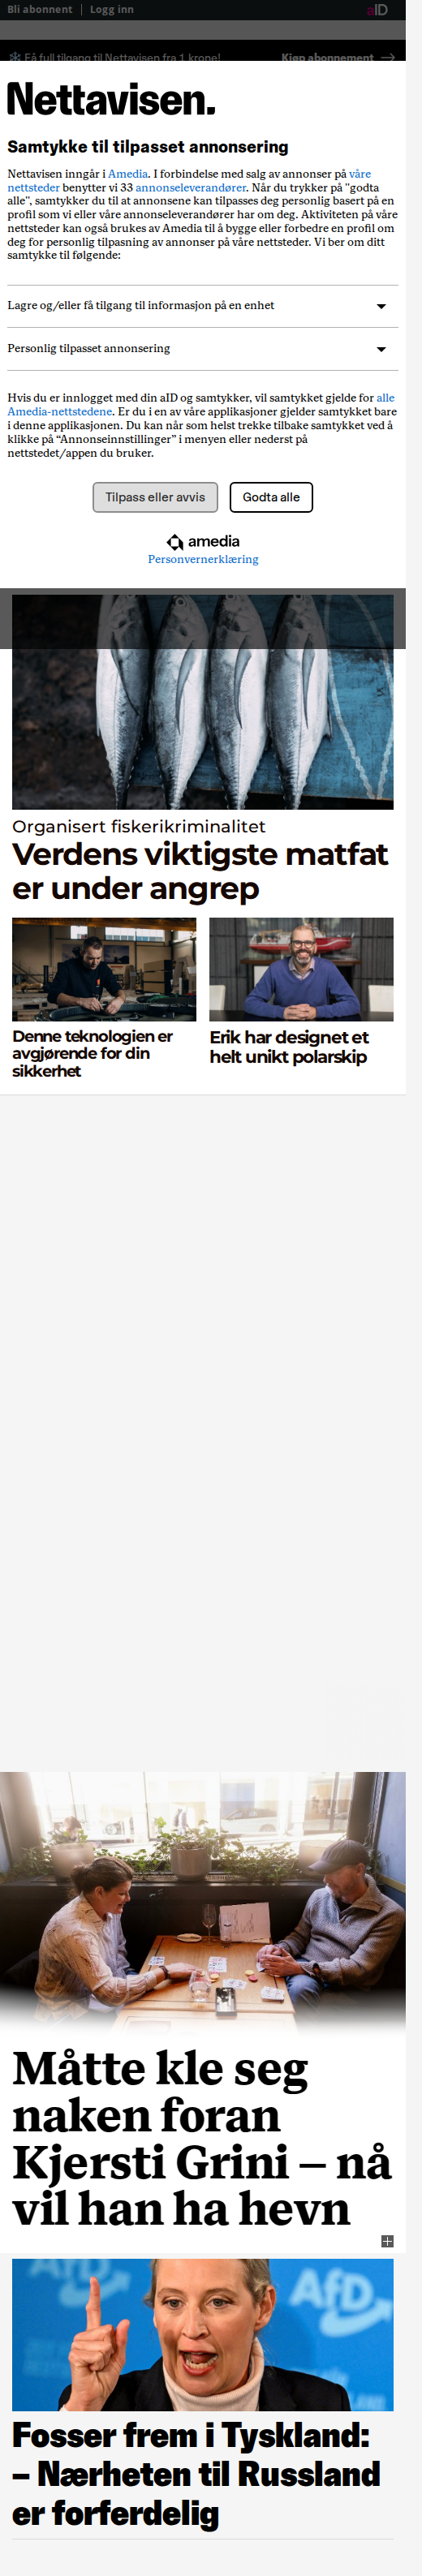 Bli abonnent | Logg inn
aID
Få full tilgang til Nettavisen fra 1 krone!
Kjøp abonnement →
Nettavisen.
Samtykke til tilpasset annonsering
Nettavisen inngår i Amedia. I forbindelse med salg av annonser på våre
nettsteder benytter vi 33 annonseleverandører. Når du trykker på "godta
alle", samtykker du til at annonsene kan tilpasses deg personlig basert på en
profil som vi eller våre annonseleverandører har om deg. Aktiviteten på våre
nettsteder kan også brukes av Amedia til å bygge eller forbedre en profil om
deg for personlig tilpasning av annonser på våre nettsteder. Vi ber om ditt
samtykke til følgende:
Lagre og/eller få tilgang til informasjon på en enhet
Personlig tilpasset annonsering
Hvis du er innlogget med din aID og samtykker, vil samtykket gjelde for alle
Amedia-nettstedene. Er du i en av våre applikasjoner gjelder samtykket bare
i denne applikasjonen. Du kan når som helst trekke tilbake samtykket ved å
klikke på “Annonseinnstillinger” i menyen eller nederst på
nettstedet/appen du bruker.
Tilpass eller avvis
Godta alle
amedia
Personvernerklæring
Organisert fiskerikriminalitet
Verdens viktigste matfat
er under angrep
Denne teknologien er
avgjørende for din
sikkerhet
Erik har designet et
helt unikt polarskip
Måtte kle seg
naken foran
Kjersti Grini – nå
vil han ha hevn
AfD
AfD
Fosser frem i Tyskland:
– Nærheten til Russland
er forferdelig